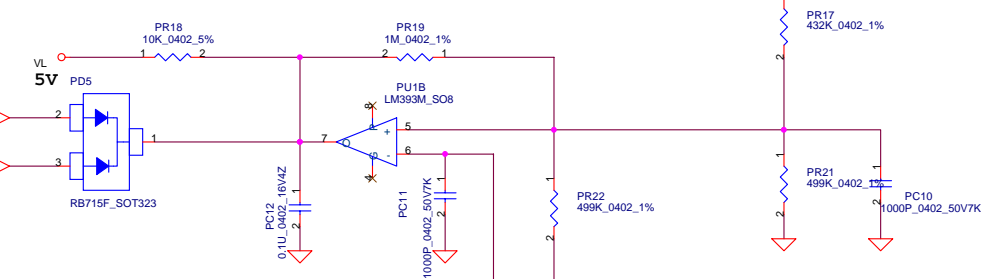 PR17
432K_0402_1%
2
PR18
10K_0402_5%
1
2
PR19
1M_0402_1%
2
1
VL
5V
PD5
2
3
1
RB715F_SOT323
PU1B
LM393M_SO8
8
P
+
5
-
6
O
7
G
4
PC12
0.1U_0402_16V4Z
1
2
PC11
1000P_0402_50V7K
1
2
PR22
499K_0402_1%
1
2
PR21
499K_0402_1%
1
2
PC10
1000P_0402_50V7K
1
2